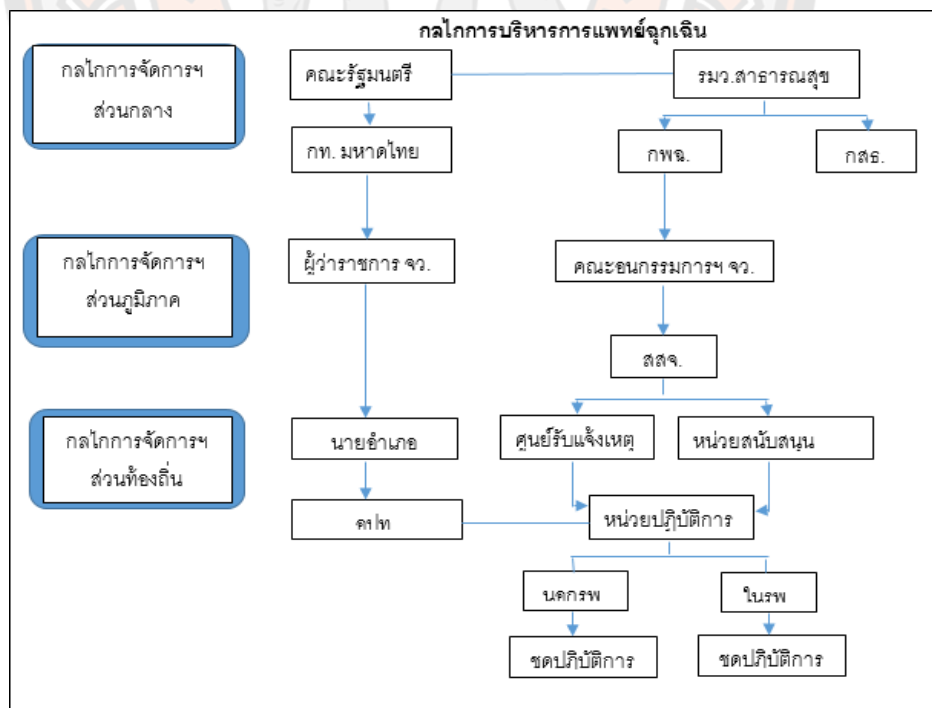 กลไกการบริหารการแพทย์ฉุกเฉิน
กลไกการจัดการฯ
ส่วนกลาง
คณะรัฐมนตรี
รมว.สาธารณสุข
กท. มหาดไทย
กพฉ.
กสธ.
กลไกการจัดการฯ
ส่วนภูมิภาค
ผู้ว่าราชการ จว.
คณะอนกรรมการฯ จว.
สสจ.
กลไกการจัดการฯ
ส่วนท้องถิ่น
นายอำเภอ
ศูนย์รับแจ้งเหตุ
หน่วยสนับสนุน
อปท
หน่วยปฏิบัติการ
นอกรพ
ในรพ
ชดปฏิบัติการ
ชดปฏิบัติการ